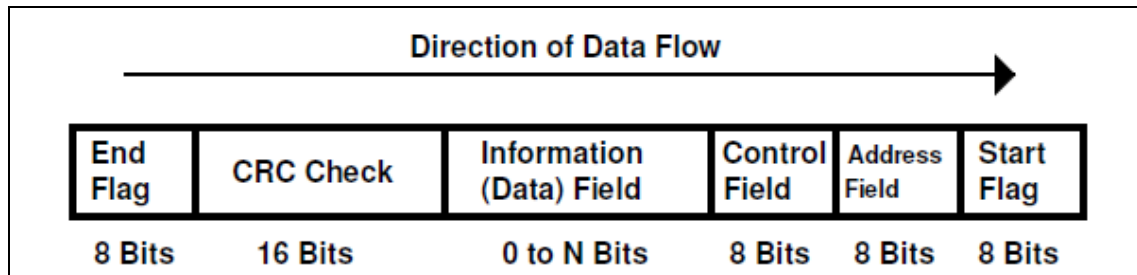 Direction of Data Flow
End Flag
CRC Check
Information (Data) Field
Control Field
Address Field
Start Flag
8 Bits
16 Bits
0 to N Bits
8 Bits
8 Bits
8 Bits